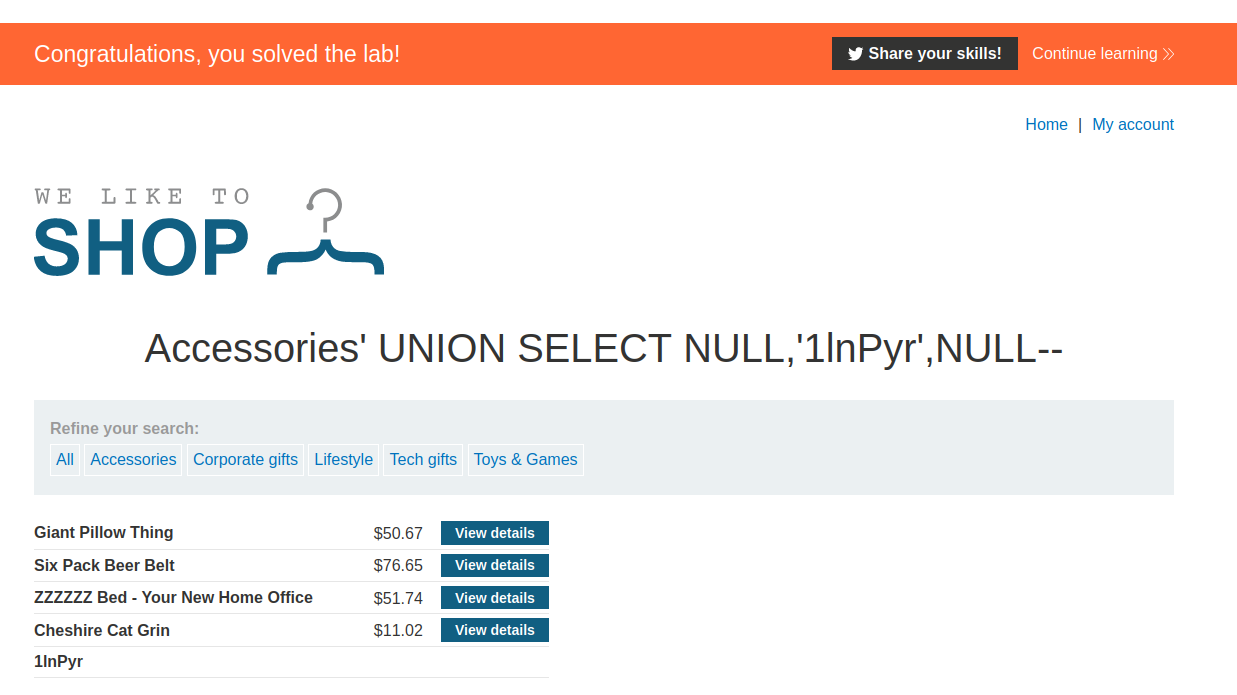 Congratulations, you solved the lab!
Share your skills!
Continue learning
Home | My account
WE LIKE TO
SHOP
Accessories' UNION SELECT NULL,'1lnPyr',NULL--
Refine your search:
All Accessories Corporate gifts Lifestyle Tech gifts Toys & Games
Giant Pillow Thing $50.67 View details
Six Pack Beer Belt $76.65 View details
ZZZZZZ Bed - Your New Home Office $51.74 View details
Cheshire Cat Grin $11.02 View details
1lnPyr